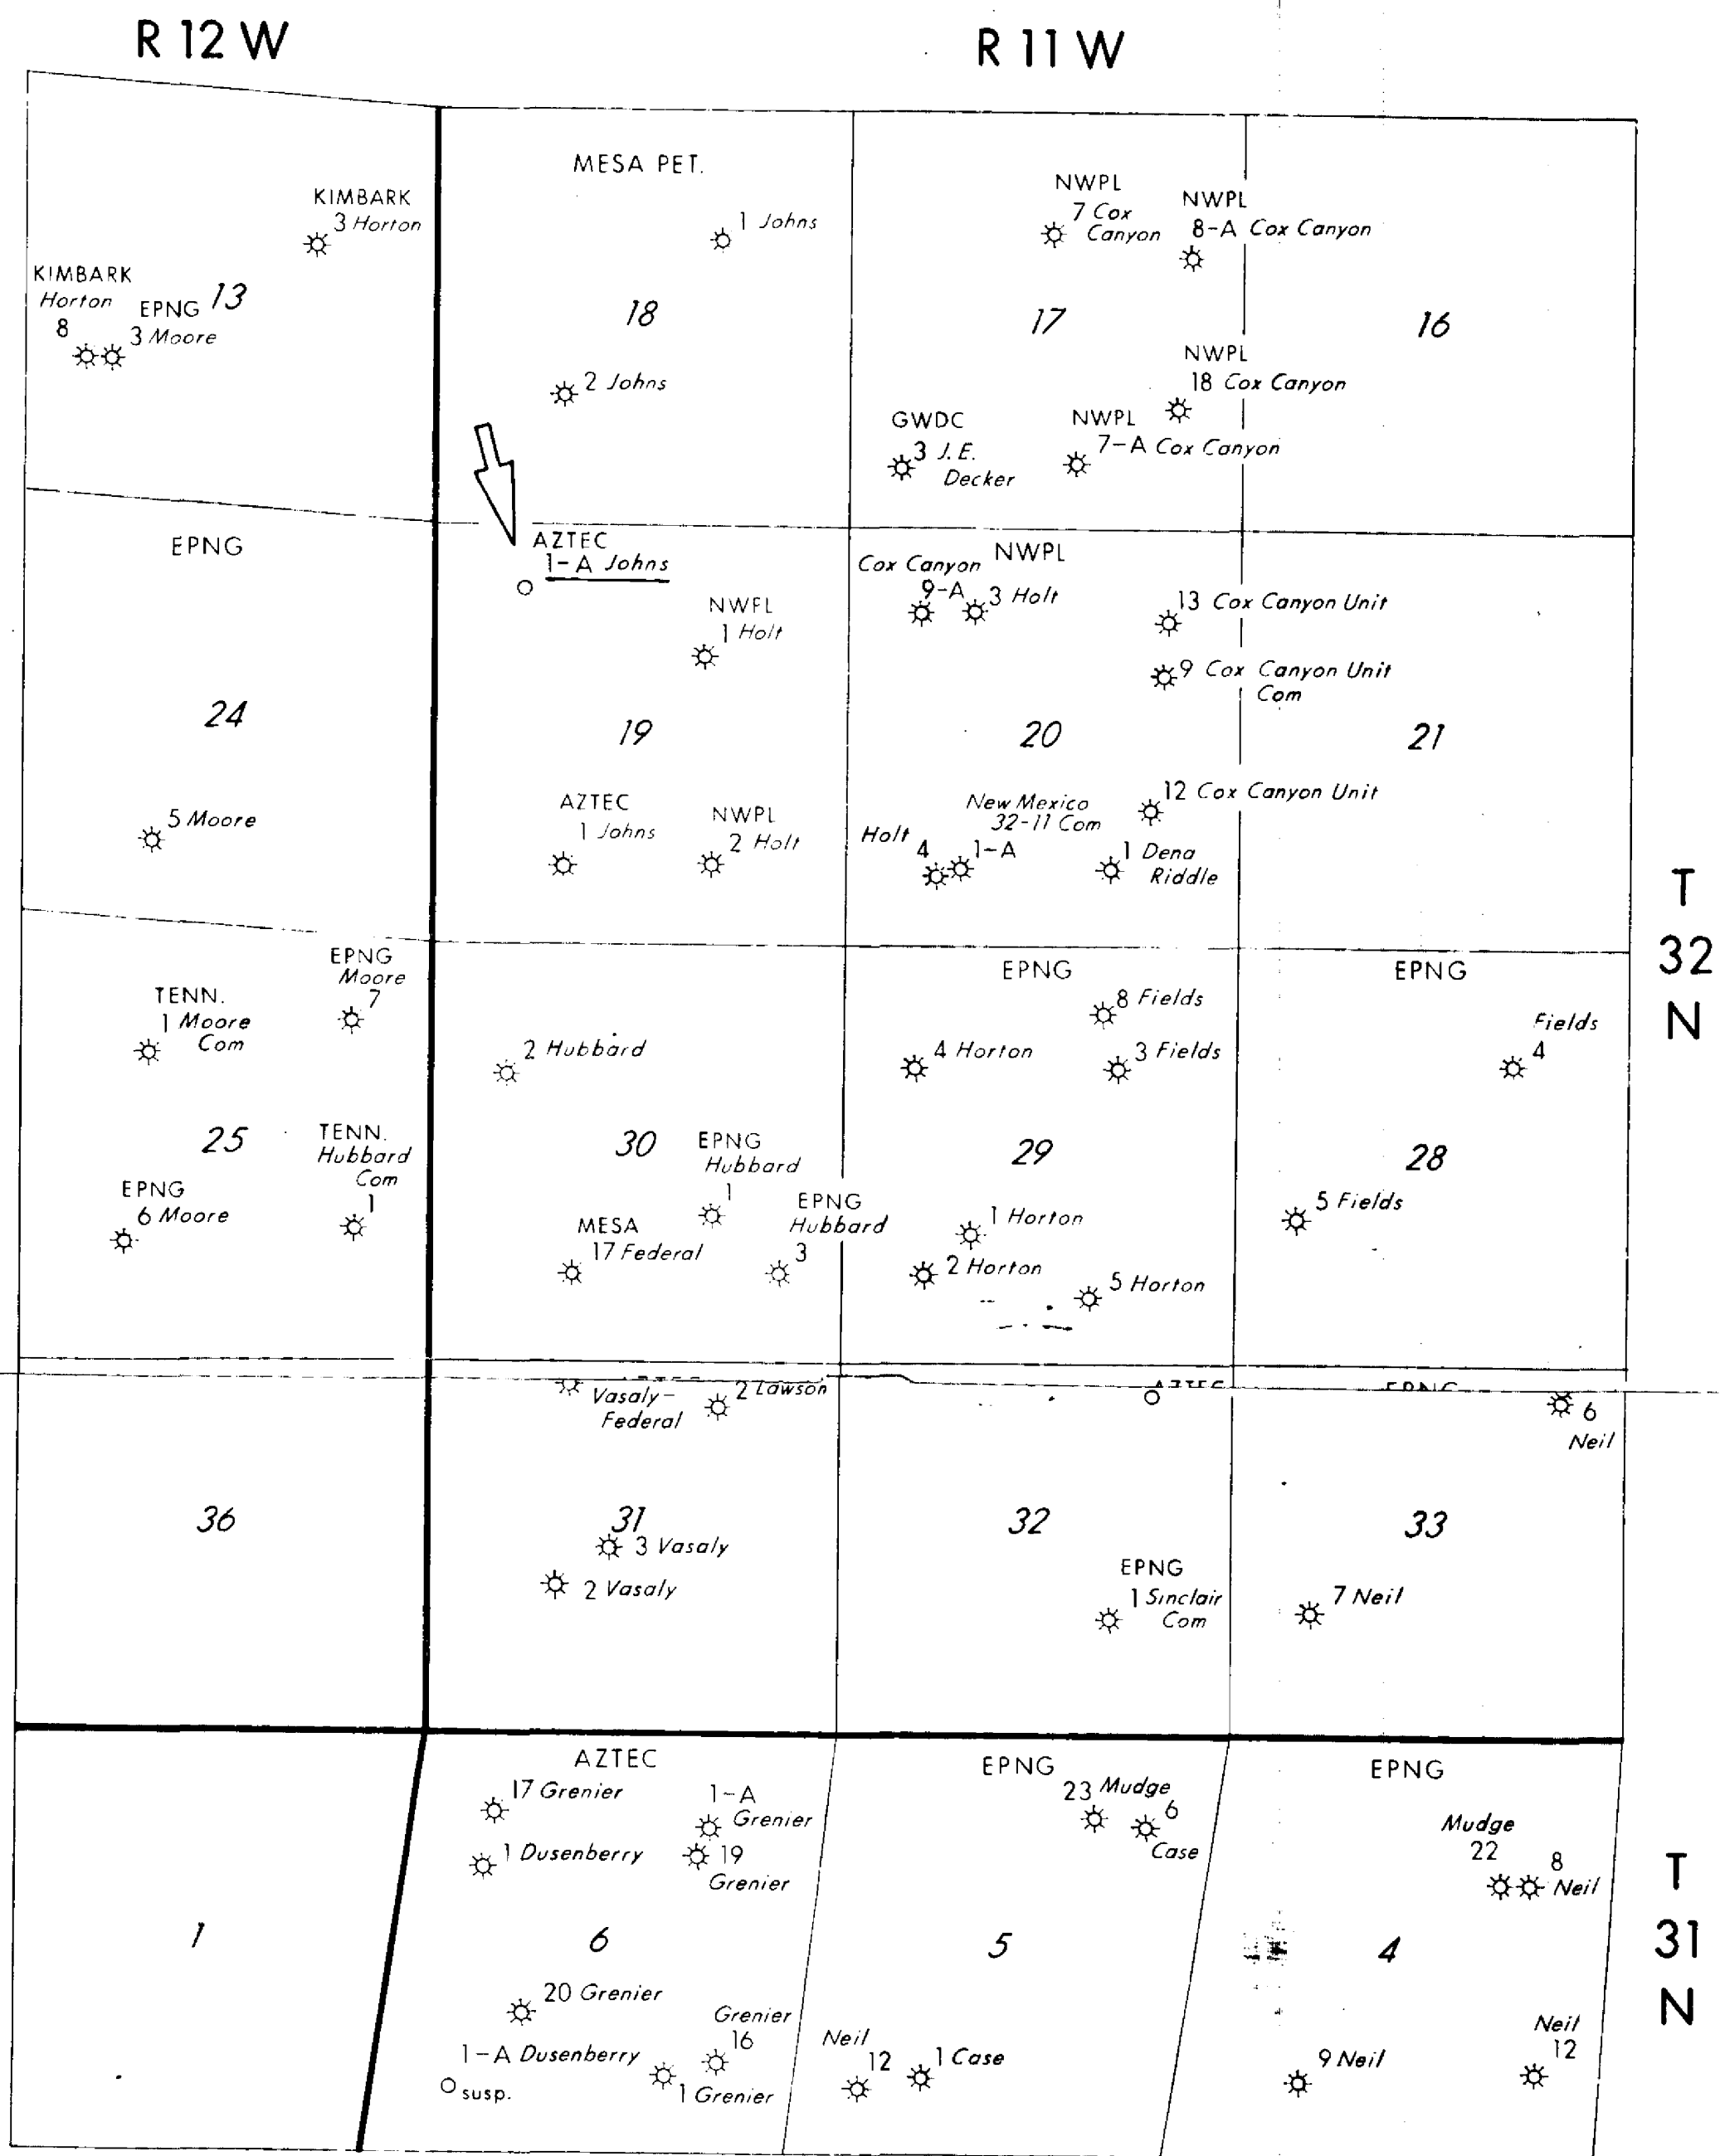 R 12 W
R 11 W
KIMBARK
3 Horton
KIMBARK
Horton
8
EPNG
3 Moore
13
MESA PET.
1 Johns
18
2 Johns
NWPL
7 Cox
Canyon
NWPL
8-A Cox Canyon
17
16
NWPL
18 Cox Canyon
GWDC
3 J.E.
Decker
NWPL
7-A Cox Canyon
EPNG
24
5 Moore
AZTEC
1-A Johns
NWPL
1 Holt
19
AZTEC
1 Johns
NWPL
2 Holt
Cox Canyon
9-A
NWPL
3 Holt
13 Cox Canyon Unit
9 Cox Canyon Unit
Com
20
21
New Mexico
32-11 Com
1-A
12 Cox Canyon Unit
Holt
4
1 Dena
Riddle
T
32
N
EPNG
Moore
7
TENN.
1 Moore
Com
25
TENN.
Hubbard
Com
1
EPNG
6 Moore
2 Hubbard
30
EPNG
Hubbard
1
EPNG
Hubbard
3
MESA
17 Federal
EPNG
8 Fields
4 Horton
3 Fields
29
1 Horton
2 Horton
5 Horton
EPNG
Fields
4
28
5 Fields
36
Vasaly-
Federal
2 Lawson
31
3 Vasaly
2 Vasaly
AZTEC
32
EPNG
1 Sinclair
Com
EPNG
6
Neil
33
7 Neil
1
AZTEC
17 Grenier
1-A
Grenier
1 Dusenberry
19
Grenier
6
20 Grenier
Grenier
16
1-A Dusenberry
susp.
1 Grenier
EPNG
23 Mudge
6
Case
5
Neil
12
1 Case
EPNG
Mudge
22
8
Neil
4
9 Neil
Neil
12
T
31
N